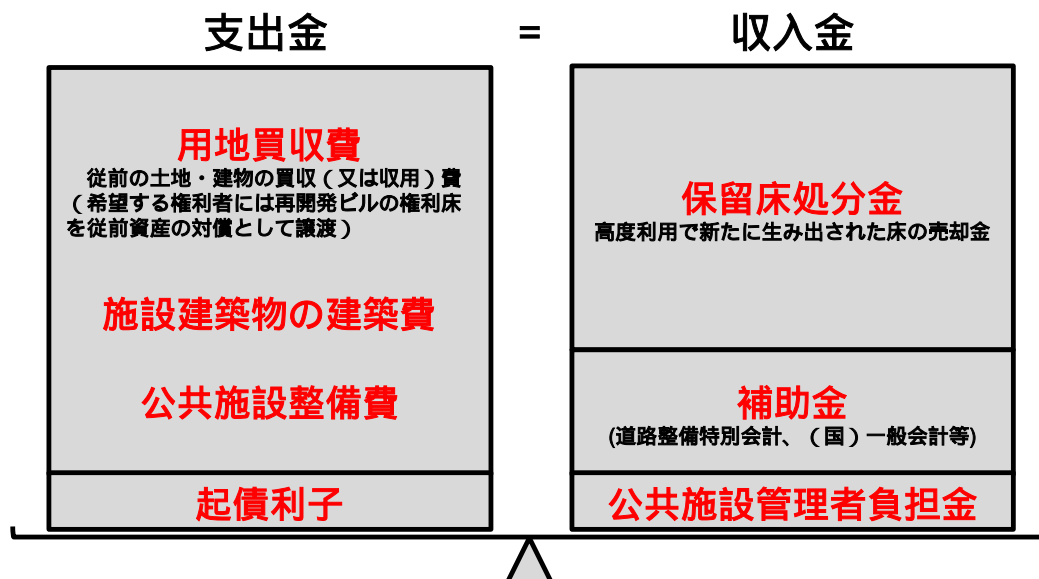 支出金 = 収入金
用地買収費
従前の土地・建物の買収（又は収用）費
（希望する権利者には再開発ビルの権利床
を従前資産の対償として譲渡）
施設建築物の建築費
公共施設整備費
起債利子
保留床処分金
高度利用で新たに生み出された床の売却金
補助金
(道路整備特別会計、（国）一般会計等)
公共施設管理者負担金